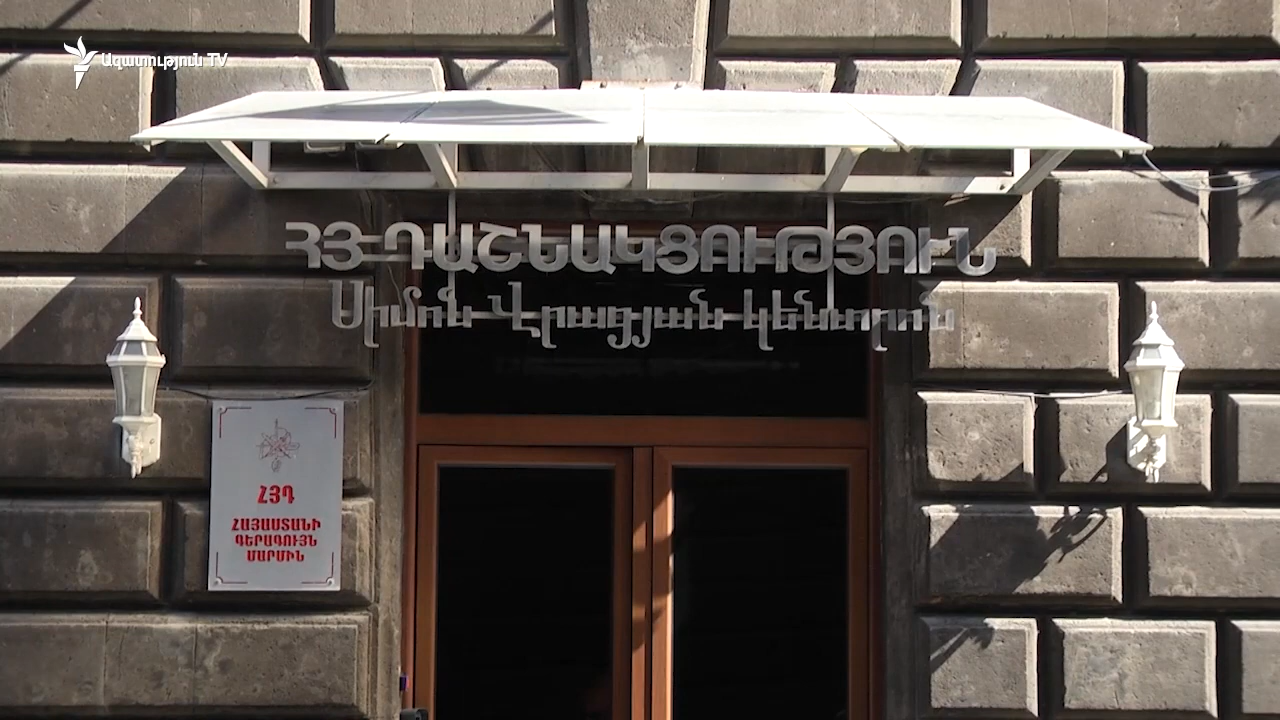 Ազատություն TV
ՀՅ ԴԱՇՆԱԿՑՈՒԹՅՈՒՆ
Սիմոն Վրացյան կենտրոն
ՀՅԴ
ՀԱՅԱՍՏԱՆԻ
ԳԵՐԱԳՈՒՅՆ
ՄԱՐՄԻՆ